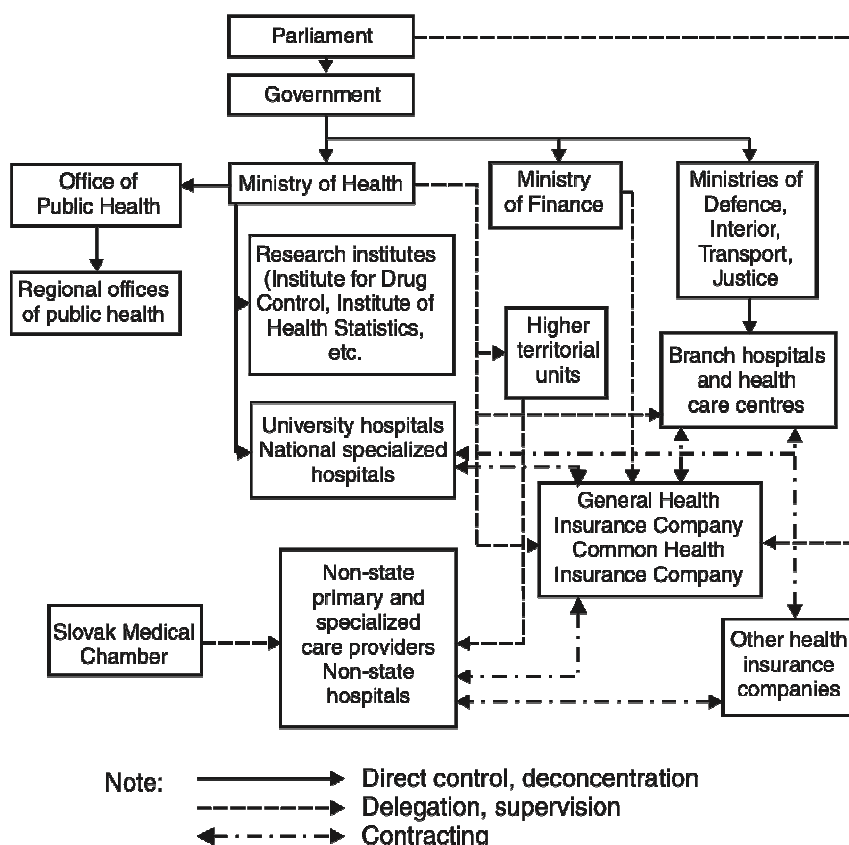 Parliament
Government
Office of
Public Health
Ministry of Health
Ministry
of Finance
Ministries of
Defence,
Interior,
Transport,
Justice
Regional offices
of public health
Research institutes
(Institute for Drug
Control, Institute of
Health Statistics,
etc.
Higher
territorial
units
Branch hospitals
and health
care centres
University hospitals
National specialized
hospitals
General Health
Insurance Company
Common Health
Insurance Company
Slovak Medical
Chamber
Non-state
primary and
specialized
care providers
Non-state
hospitals
Other health
insurance
companies
Note:
Direct control, deconcentration
Delegation, supervision
Contracting